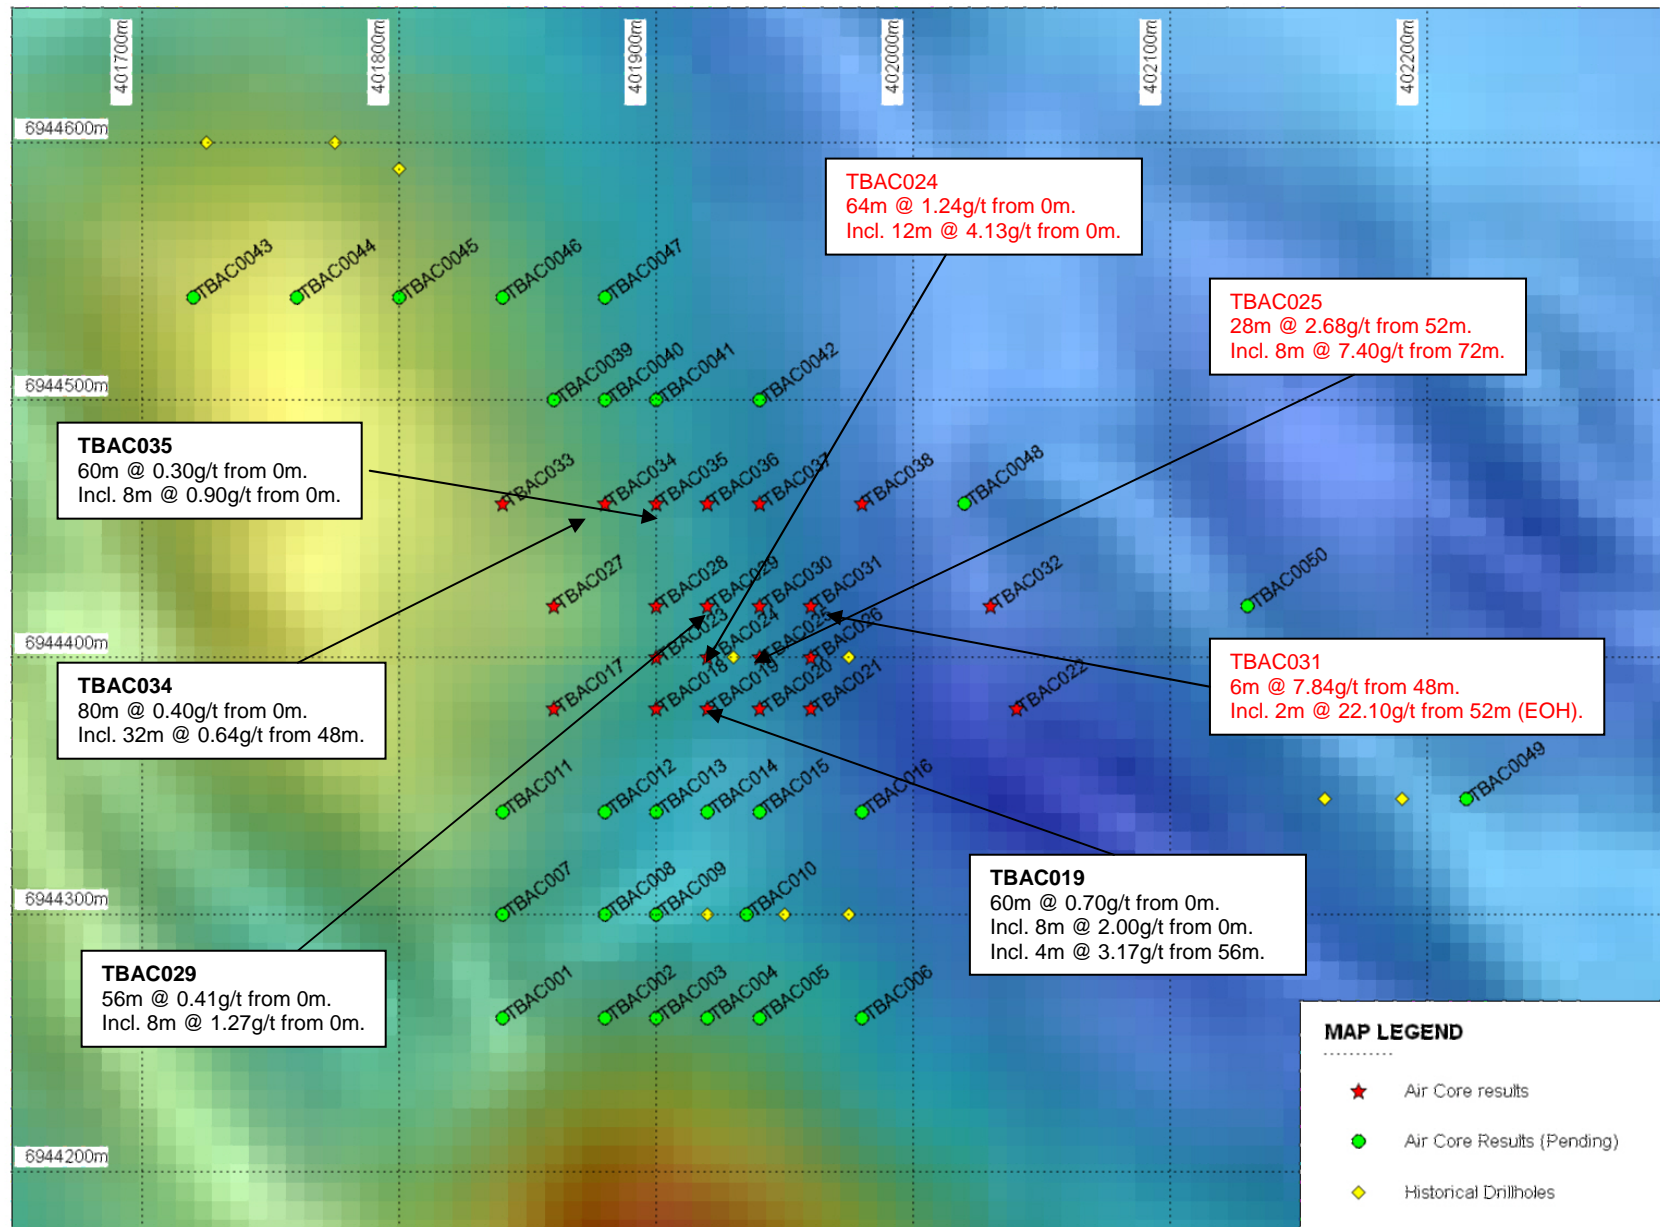 401700m
401800m
401900m
402000m
402100m
402200m
6944600m
TBAC024
64m @ 1.24g/t from 0m.
Incl. 12m @ 4.13g/t from 0m.
TBAC0043
TBAC0044
TBAC0045
TBAC0046
TBAC0047
TBAC025
28m @ 2.68g/t from 52m.
Incl. 8m @ 7.40g/t from 72m.
6944500m
TBAC0039
TBAC0040
TBAC0041
TBAC0042
TBAC035
60m @ 0.30g/t from 0m.
Incl. 8m @ 0.90g/t from 0m.
TBAC033
TBAC034
TBAC035
TBAC036
TBAC037
TBAC038
TBAC0048
TBAC027
TBAC028
TBAC029
TBAC030
TBAC031
TBAC032
TBAC0050
6944400m
TBAC023
TBAC024
TBAC025
TBAC026
TBAC034
80m @ 0.40g/t from 0m.
Incl. 32m @ 0.64g/t from 48m.
TBAC017
TBAC018
TBAC019
TBAC020
TBAC021
TBAC022
TBAC031
6m @ 7.84g/t from 48m.
Incl. 2m @ 22.10g/t from 52m (EOH).
TBAC011
TBAC012
TBAC013
TBAC014
TBAC015
TBAC016
TBAC0049
6944300m
TBAC007
TBAC008
TBAC009
TBAC010
TBAC019
60m @ 0.70g/t from 0m.
Incl. 8m @ 2.00g/t from 0m.
Incl. 4m @ 3.17g/t from 56m.
TBAC029
56m @ 0.41g/t from 0m.
Incl. 8m @ 1.27g/t from 0m.
TBAC001
TBAC002
TBAC003
TBAC004
TBAC005
TBAC006
6944200m
MAP LEGEND
Air Core results
Air Core Results (Pending)
Historical Drillholes